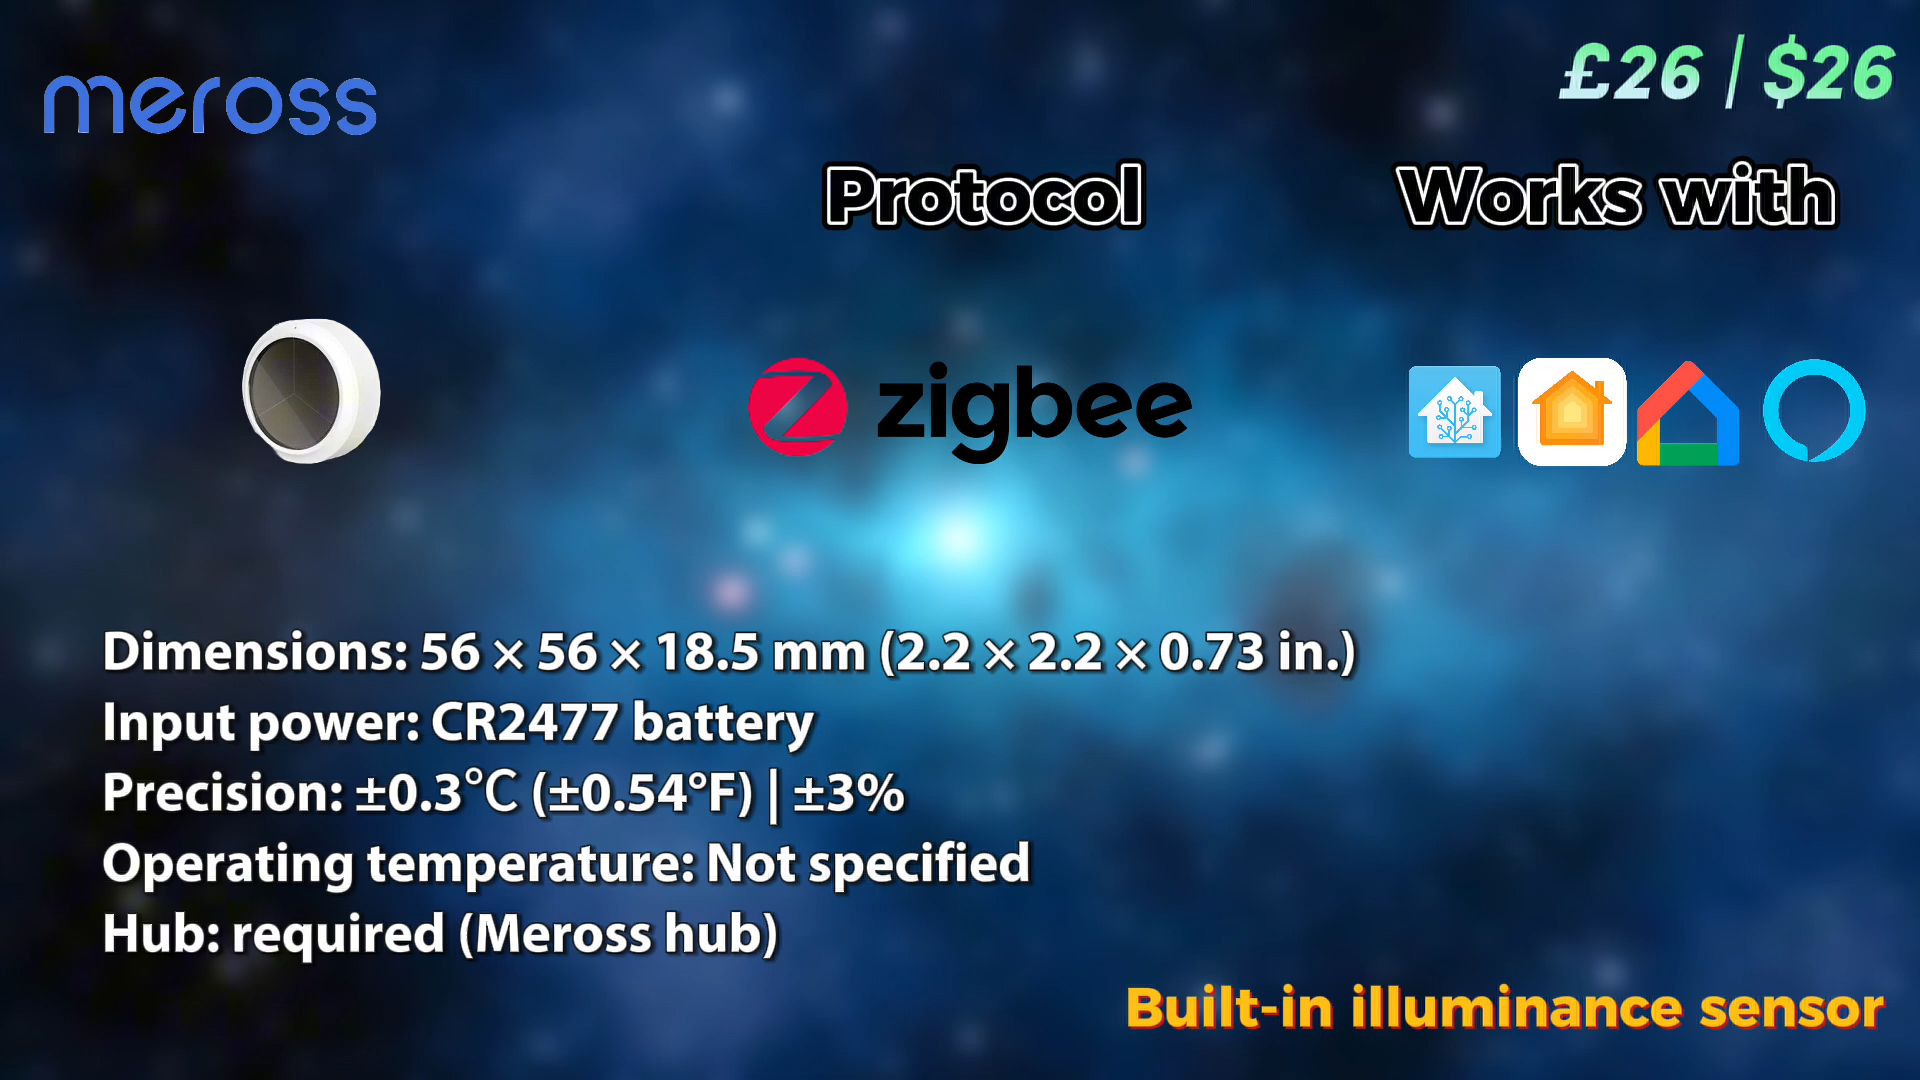 meross
£26 | $26
Protocol
Works with
zigbee
Dimensions: 56 × 56 × 18.5 mm (2.2 × 2.2 × 0.73 in.)
Input power: CR2477 battery
Precision: ±0.3℃ (±0.54°F) | ±3%
Operating temperature: Not specified
Hub: required (Meross hub)
Built-in illuminance sensor